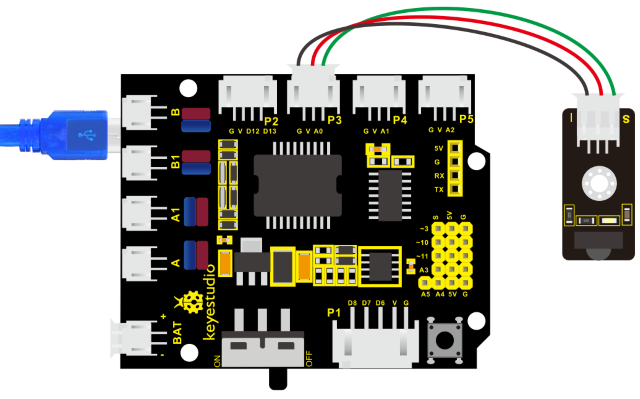 P2
G V D12 D13
P3
G V A0
P4
G V A1
P5
G V A2
I S
B
B1
A1
A
BAT
+
-
keyestudio
5V
G
RX
TX
S 5V G
~3
~10
~11
A3
A5 A4 5V G
P1
D8 D7 D6 V G
ON OFF